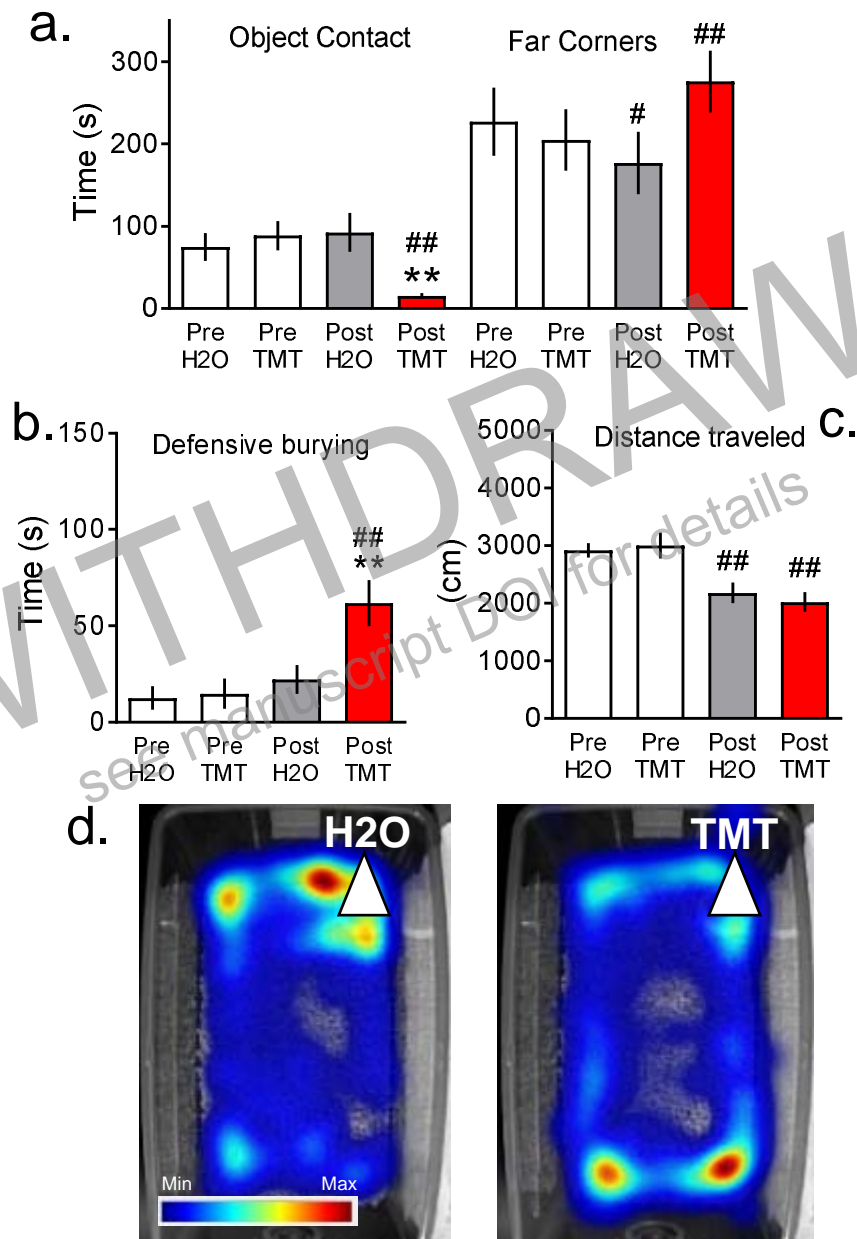 a.
Object Contact
Far Corners
##
#
##
**
Time (s)
300
200
100
0
Pre H2O
Pre TMT
Post H2O
Post TMT
Pre H2O
Pre TMT
Post H2O
Post TMT
WITHDRAW
see manuscript DOI for details
b.
Defensive burying
Time (s)
150
100
50
0
##
**
Pre H2O
Pre TMT
Post H2O
Post TMT
c.
Distance traveled
(cm)
5000
4000
3000
2000
1000
0
##
##
Pre H2O
Pre TMT
Post H2O
Post TMT
d.
H2O
TMT
Min
Max